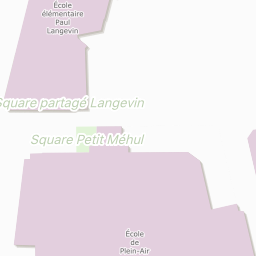 École
élémentaire
Paul
Langevin
Square partagé Langevin
Square Petit Méhul
École
de
Plein-Air